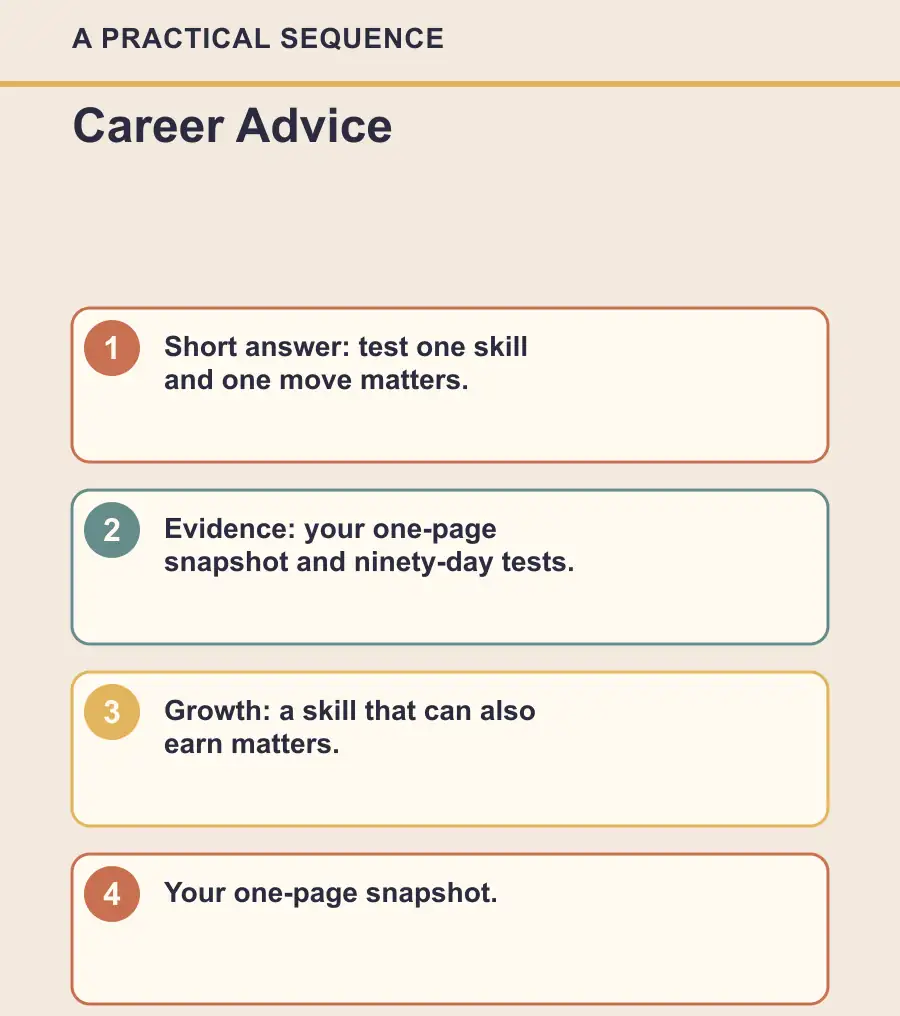 A PRACTICAL SEQUENCE
Career Advice
1
Short answer: test one skill
and one move matters.
2
Evidence: your one-page
snapshot and ninety-day tests.
3
Growth: a skill that can also
earn matters.
4
Your one-page snapshot.